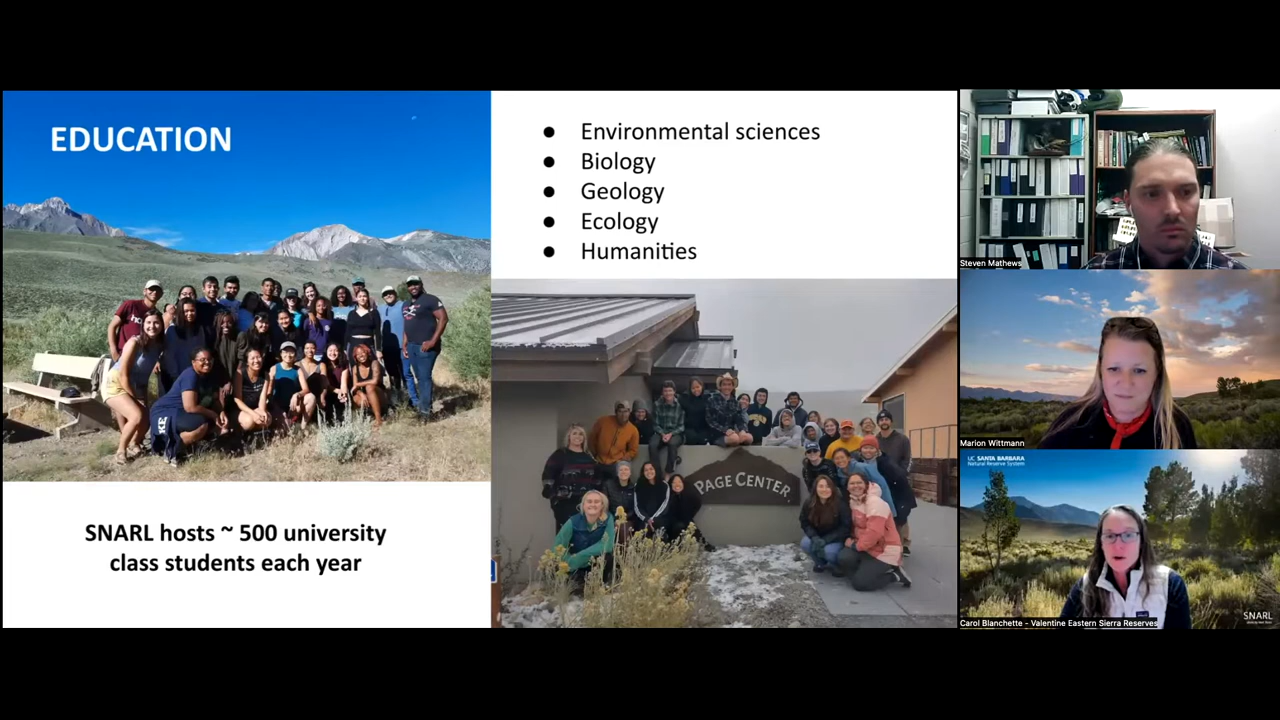 EDUCATION
SNARL hosts ~ 500 university
class students each year
● Environmental sciences
● Biology
● Geology
● Ecology
● Humanities
PAGE CENTER
Steven Mathews
Marion Wittmann
UC SANTA BARBARA
Natural Reserve System
SNARL
Carol Blanchette - Valentine Eastern Sierra Reserves